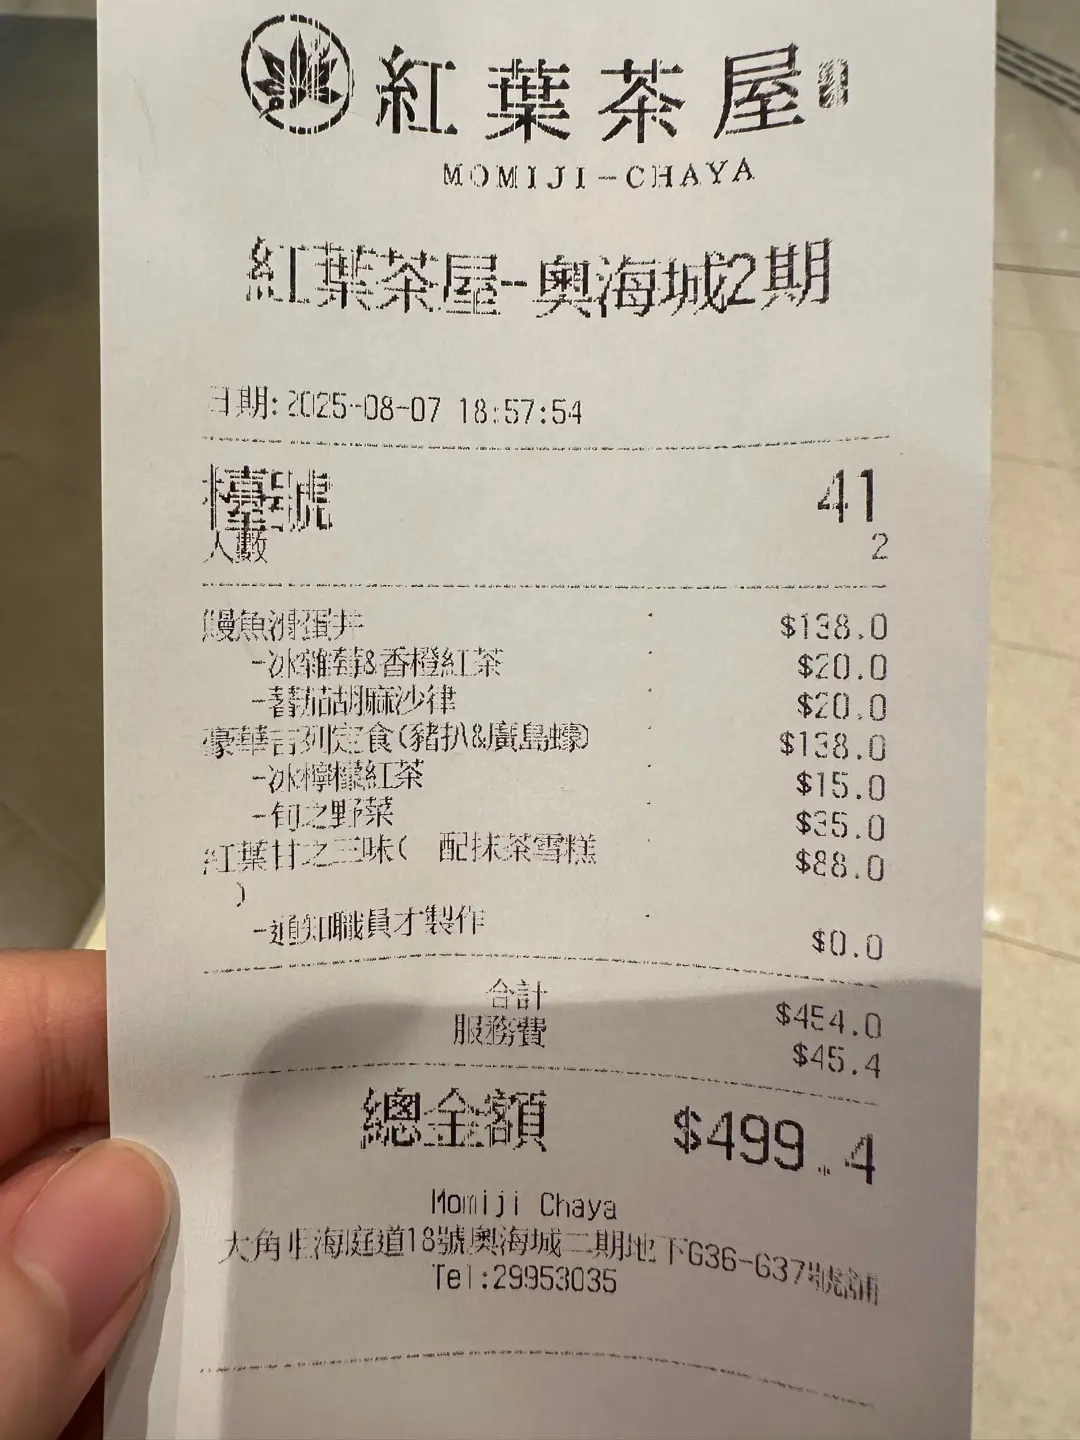 紅葉茶屋
MOMIJI-CHAYA
紅葉茶屋-奧海城2期
日期:2025-08-07 18:57:54
檯號 41
人數 2
鰻魚滑蛋丼 $138.0
-冰雜莓&香橙紅茶 $20.0
-蕃茄胡麻沙律 $20.0
豪華吉列定食(豬扒&廣島蠔) $138.0
-冰檸檬紅茶 $15.0
-旬之野菜 $35.0
紅葉甘之三味( 配抹茶雪糕 $88.0
)
-通知職員才製作 $0.0
合計 $454.0
服務費 $45.4
總金額 $499.4
Momiji Chaya
大角咀海庭道18號奧海城二期地下G36-G37號舖
Tel:29953035